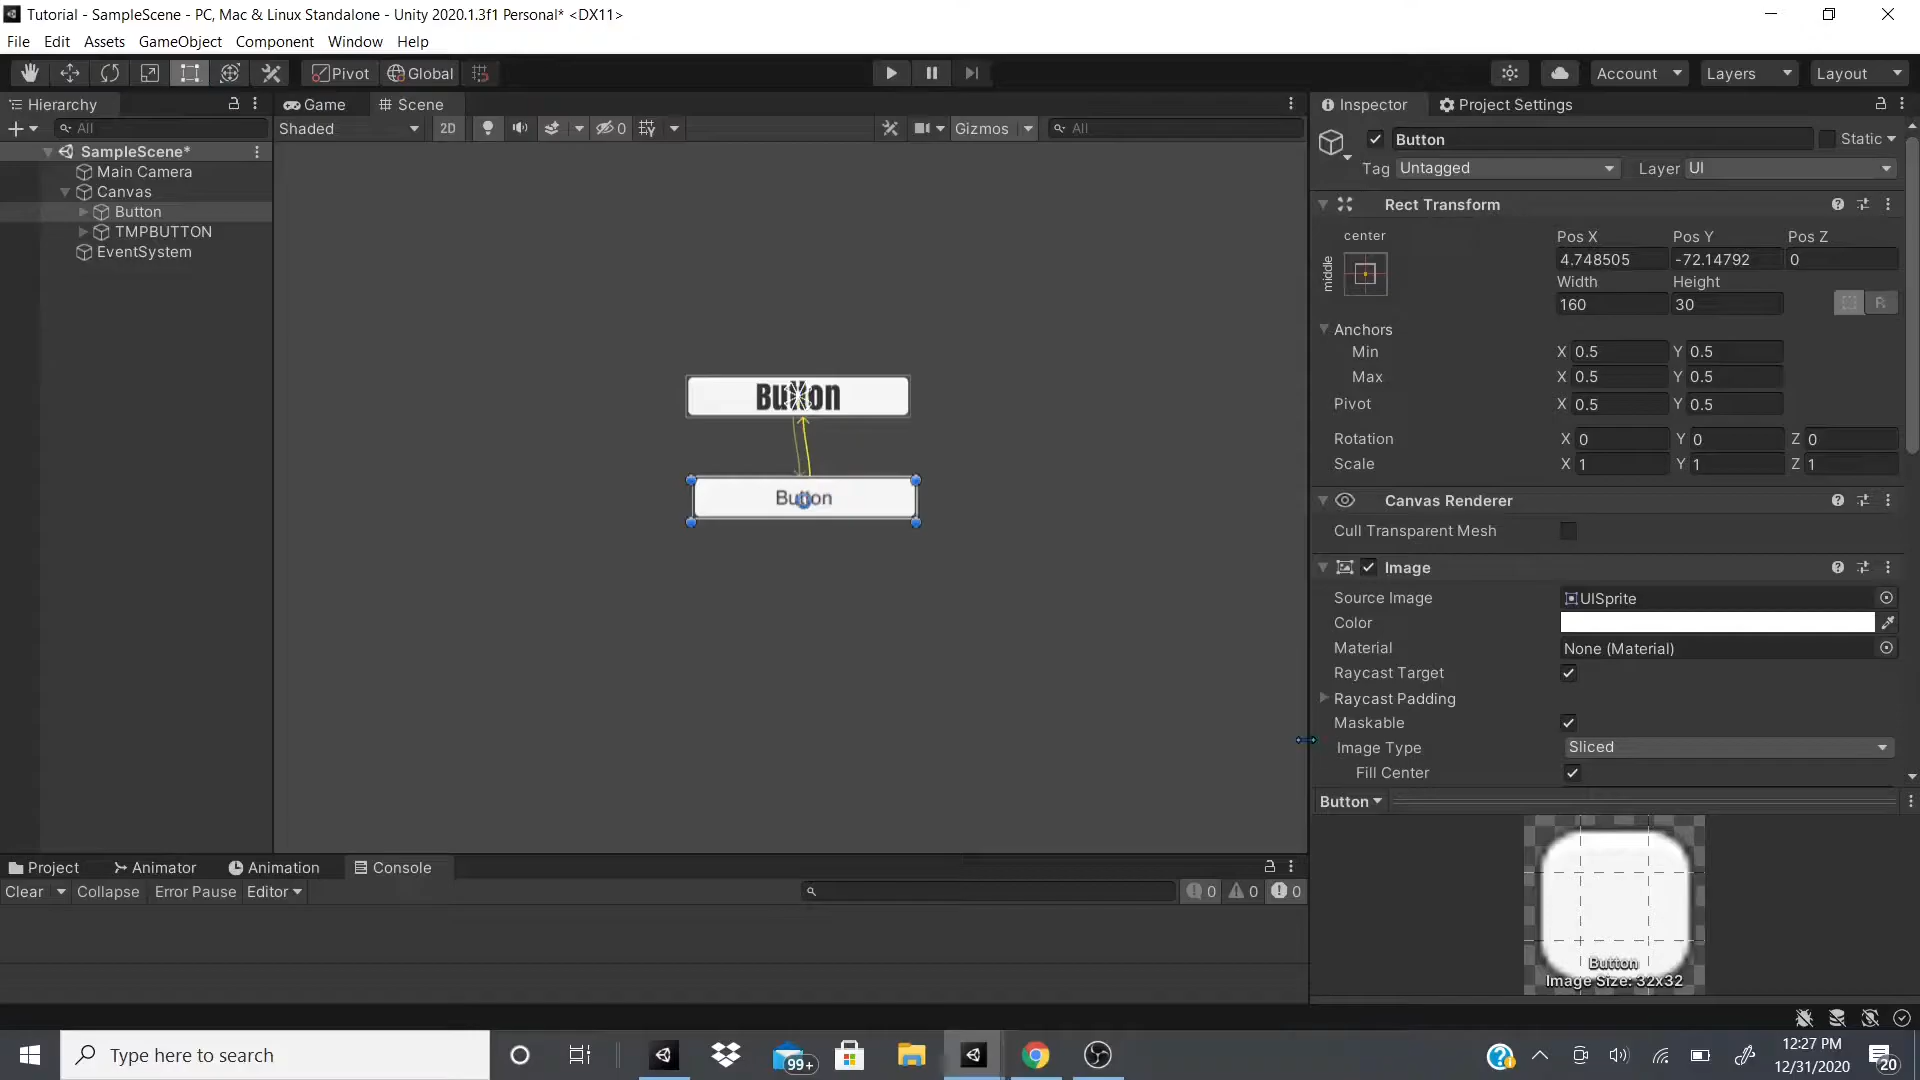 Tutorial - SampleScene - PC, Mac & Linux Standalone - Unity 2020.1.3f1 Personal* <DX11>
File Edit Assets GameObject Component Window Help
Pivot Global Account Layers Layout
Hierarchy
All
SampleScene*
Main Camera
Canvas
Button
TMPBUTTON
EventSystem
Game Scene
Shaded 2D 0 Gizmos All
Button
Button
Inspector Project Settings
Button Static
Tag Untagged Layer UI
Rect Transform
center
middle
Pos X Pos Y Pos Z
4.748505 -72.14792 0
Width Height
160 30 R
Anchors
Min X 0.5 Y 0.5
Max X 0.5 Y 0.5
Pivot X 0.5 Y 0.5
Rotation X 0 Y 0 Z 0
Scale X 1 Y 1 Z 1
Canvas Renderer
Cull Transparent Mesh
Image
Source Image UISprite
Color
Material None (Material)
Raycast Target
Raycast Padding
Maskable
Image Type Sliced
Fill Center
Button
Button
Image Size: 32x32
Project Animator Animation Console
Clear Collapse Error Pause Editor 0 0 0
Type here to search
99+
12:27 PM
12/31/2020
20